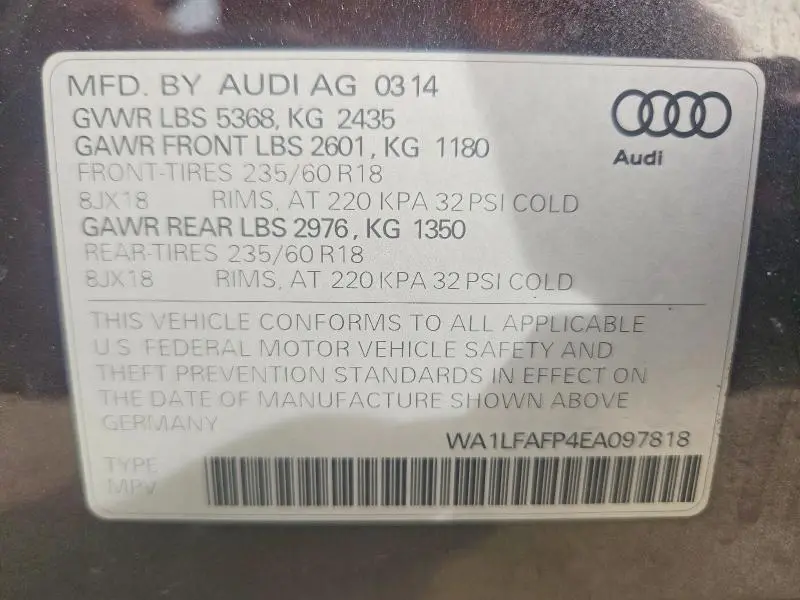 MFD. BY AUDI AG 0314
GVWR LBS 5368, KG 2435
GAWR FRONT LBS 2601, KG 1180
FRONT-TIRES 235/60 R18
8JX18 RIMS, AT 220 KPA 32 PSI COLD
GAWR REAR LBS 2976, KG 1350
REAR-TIRES 235/60 R18
8JX18 RIMS, AT 220 KPA 32 PSI COLD
Audi
THIS VEHICLE CONFORMS TO ALL APPLICABLE
U.S. FEDERAL MOTOR VEHICLE SAFETY AND
THEFT PREVENTION STANDARDS IN EFFECT ON
THE DATE OF MANUFACTURE SHOWN ABOVE
GERMANY
WA1LFAFP4EA097818
TYPE
MPV